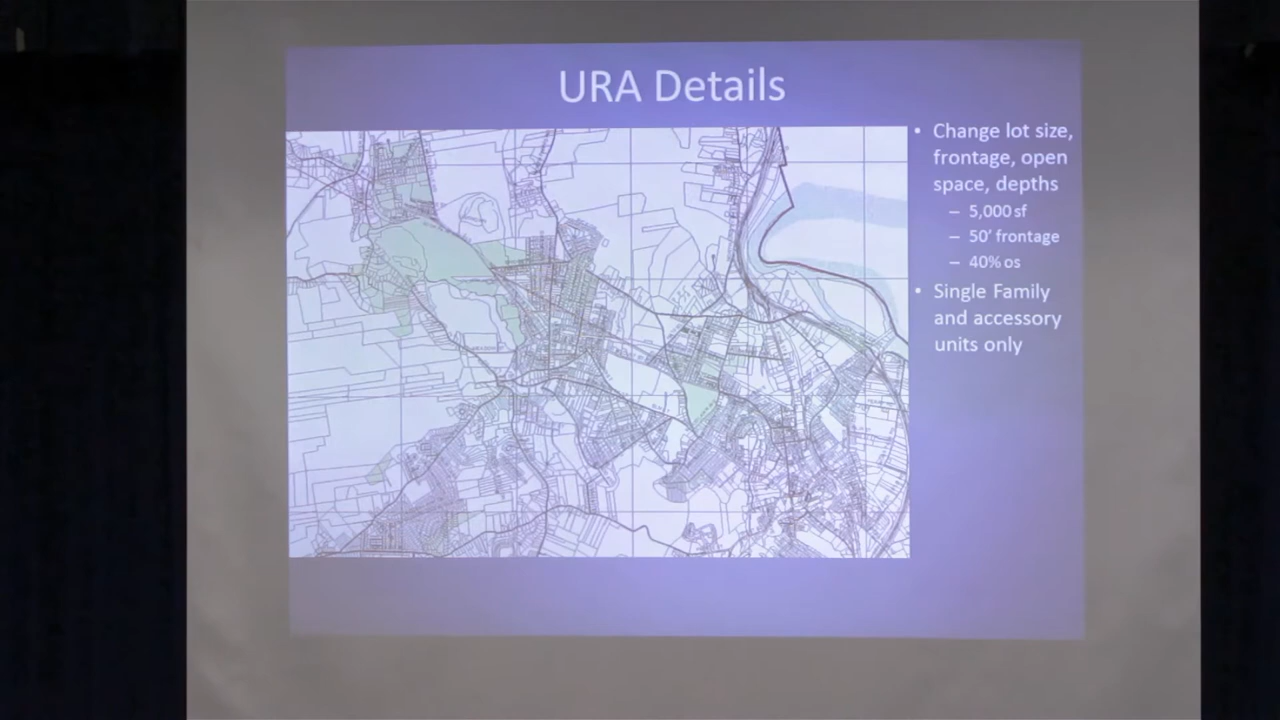 URA Details
• Change lot size,
frontage, open
space, depths
– 5,000 sf
– 50' frontage
– 40% os
• Single Family
and accessory
units only